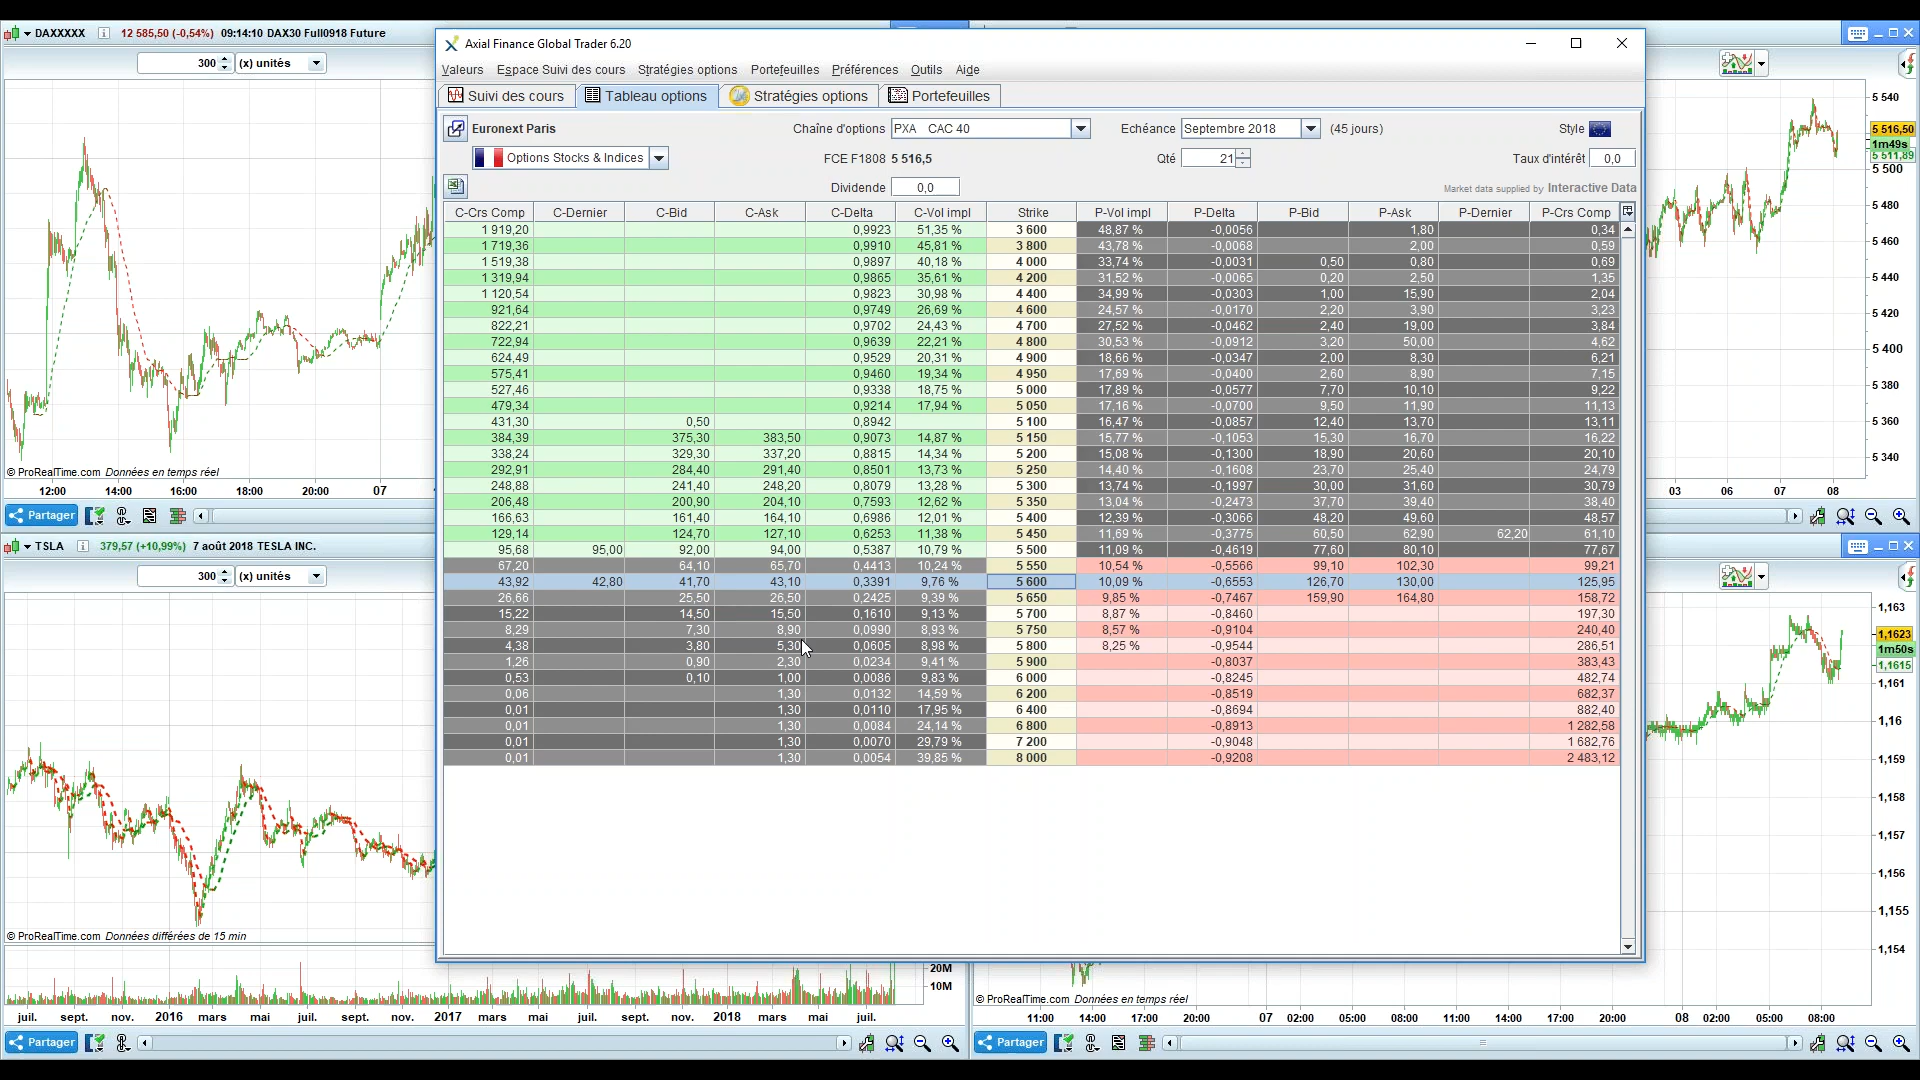 DAXXXXX 12 585,50 (-0,54%) 09:14:10 DAX30 Full0918 Future
300 (x) unités
© ProRealTime.com Données en temps réel
12:00 14:00 16:00 18:00 20:00 07
Partager
TSLA 379,57 (+10,99%) 7 août 2018 TESLA INC.
300 (x) unités
© ProRealTime.com Données différées de 15 min
20M
10M
juil. sept. nov. 2016 mars mai juil. sept. nov. 2017 mars mai juil. sept. nov. 2018 mars mai juil.
Partager
Axial Finance Global Trader 6.20
Valeurs Espace Suivi des cours Stratégies options Portefeuilles Préférences Outils Aide
Suivi des cours Tableau options Stratégies options Portefeuilles
Euronext Paris Chaîne d'options PXA CAC 40 Echéance Septembre 2018 (45 jours) Style
Options Stocks & Indices FCE F1808 5 516,5 Qté 21 Taux d'intérêt 0,0
Dividende 0,0 Market data supplied by Interactive Data
C-Crs Comp C-Dernier C-Bid C-Ask C-Delta C-Vol impl Strike P-Vol impl P-Delta P-Bid P-Ask P-Dernier P-Crs Comp
1 919,20 0,9923 51,35 % 3 600 48,87 % -0,0056 1,80 0,34
1 719,36 0,9910 45,81 % 3 800 43,78 % -0,0068 2,00 0,59
1 519,38 0,9897 40,18 % 4 000 33,74 % -0,0031 0,50 0,80 0,69
1 319,94 0,9865 35,61 % 4 200 31,52 % -0,0065 0,20 2,50 1,35
1 120,54 0,9823 30,98 % 4 400 34,99 % -0,0303 1,00 15,90 2,04
921,64 0,9749 26,69 % 4 600 24,57 % -0,0170 2,20 3,90 3,23
822,21 0,9702 24,43 % 4 700 27,52 % -0,0462 2,40 19,00 3,84
722,94 0,9639 22,21 % 4 800 30,53 % -0,0912 3,20 50,00 4,62
624,49 0,9529 20,31 % 4 900 18,66 % -0,0347 2,00 8,30 6,21
575,41 0,9460 19,34 % 4 950 17,69 % -0,0400 2,60 8,90 7,15
527,46 0,9338 18,75 % 5 000 17,89 % -0,0577 7,70 10,10 9,22
479,34 0,9214 17,94 % 5 050 17,16 % -0,0700 9,50 11,90 11,13
431,30 0,50 0,8942 5 100 16,47 % -0,0857 12,40 13,70 13,11
384,39 375,30 383,50 0,9073 14,87 % 5 150 15,77 % -0,1053 15,30 16,70 16,22
338,24 329,30 337,20 0,8815 14,34 % 5 200 15,08 % -0,1300 18,90 20,60 20,10
292,91 284,40 291,40 0,8501 13,73 % 5 250 14,40 % -0,1608 23,70 25,40 24,79
248,88 241,40 248,20 0,8079 13,28 % 5 300 13,74 % -0,1997 30,00 31,60 30,79
206,48 200,90 204,10 0,7593 12,62 % 5 350 13,04 % -0,2473 37,70 39,40 38,40
166,63 161,40 164,10 0,6986 12,01 % 5 400 12,39 % -0,3066 48,20 49,60 48,57
129,14 124,70 127,10 0,6253 11,38 % 5 450 11,69 % -0,3775 60,50 62,90 62,20 61,10
95,68 95,00 92,00 94,00 0,5387 10,79 % 5 500 11,09 % -0,4619 77,60 80,10 77,67
67,20 64,10 65,70 0,4413 10,24 % 5 550 10,54 % -0,5566 99,10 102,30 99,21
43,92 42,80 41,70 43,10 0,3391 9,76 % 5 600 10,09 % -0,6553 126,70 130,00 125,95
26,66 25,50 26,50 0,2425 9,39 % 5 650 9,85 % -0,7467 159,90 164,80 158,72
15,22 14,50 15,50 0,1610 9,13 % 5 700 8,87 % -0,8460 197,30
8,29 7,30 8,90 0,0990 8,93 % 5 750 8,57 % -0,9104 240,40
4,38 3,80 5,30 0,0605 8,98 % 5 800 8,25 % -0,9544 286,51
1,26 0,90 2,30 0,0234 9,41 % 5 900 -0,8037 383,43
0,53 0,10 1,00 0,0086 9,83 % 6 000 -0,8245 482,74
0,06 1,30 0,0132 14,59 % 6 200 -0,8519 682,37
0,01 1,30 0,0110 17,95 % 6 400 -0,8694 882,40
0,01 1,30 0,0084 24,14 % 6 800 -0,8913 1 282,58
0,01 1,30 0,0070 29,79 % 7 200 -0,9048 1 682,76
0,01 1,30 0,0054 39,85 % 8 000 -0,9208 2 483,12
5 540
5 516,50
1m49s
5 511,89
5 500
5 480
5 460
5 440
5 420
5 400
5 380
5 360
5 340
03 06 07 08
1,163
1,1623
1m50s
1,1615
1,161
1,16
1,159
1,158
1,157
1,156
1,155
1,154
© ProRealTime.com Données en temps réel
11:00 14:00 17:00 20:00 07 02:00 05:00 08:00 11:00 14:00 17:00 20:00 08 02:00 05:00 08:00
Partager